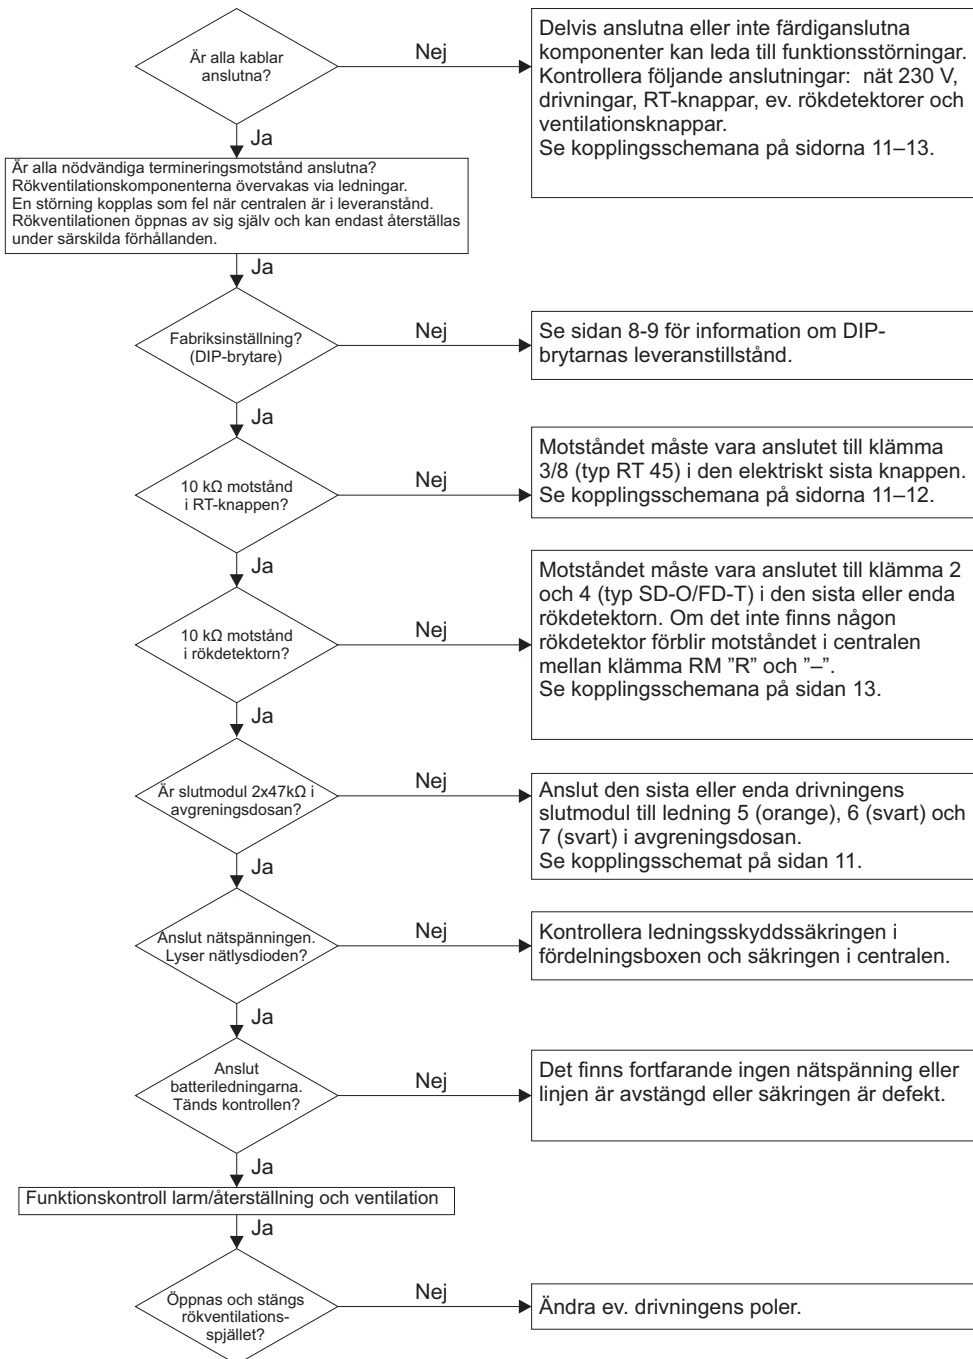 Är alla kablar
anslutna?
Nej
Delvis anslutna eller inte färdiganslutna
komponenter kan leda till funktionsstörningar.
Kontrollera följande anslutningar: nät 230 V,
drivningar, RT-knappar, ev. rökdetektorer och
ventilationsknappar.
Se kopplingsschemana på sidorna 11–13.
Ja
Är alla nödvändiga termineringsmotstånd anslutna?
Rökventilationskomponenterna övervakas via ledningar.
En störning kopplas som fel när centralen är i leveranstånd.
Rökventilationen öppnas av sig själv och kan endast återställas
under särskilda förhållanden.
Ja
Fabriksinställning?
(DIP-brytare)
Nej
Se sidan 8-9 för information om DIP-
brytarnas leveranstillstånd.
Ja
10 kΩ motstånd
i RT-knappen?
Nej
Motståndet måste vara anslutet till klämma
3/8 (typ RT 45) i den elektriskt sista knappen.
Se kopplingsschemana på sidorna 11–12.
Ja
10 kΩ motstånd
i rökdetektorn?
Nej
Motståndet måste vara anslutet till klämma 2
och 4 (typ SD-O/FD-T) i den sista eller enda
rökdetektorn. Om det inte finns någon
rökdetektor förblir motståndet i centralen
mellan klämma RM ”R” och ”–”.
Se kopplingsschemana på sidan 13.
Ja
Är slutmodul 2x47kΩ i
avgreningsdosan?
Nej
Anslut den sista eller enda drivningens
slutmodul till ledning 5 (orange), 6 (svart) och
7 (svart) i avgreningsdosan.
Se kopplingsschemat på sidan 11.
Ja
Anslut nätspänningen.
Lyser nätlysdioden?
Nej
Kontrollera ledningsskyddssäkringen i
fördelningsboxen och säkringen i centralen.
Ja
Anslut
batteriledningarna.
Tänds kontrollen?
Nej
Det finns fortfarande ingen nätspänning eller
linjen är avstängd eller säkringen är defekt.
Ja
Funktionskontroll larm/återställning och ventilation
Ja
Öppnas och stängs
rökventilations-
spjället?
Nej
Ändra ev. drivningens poler.